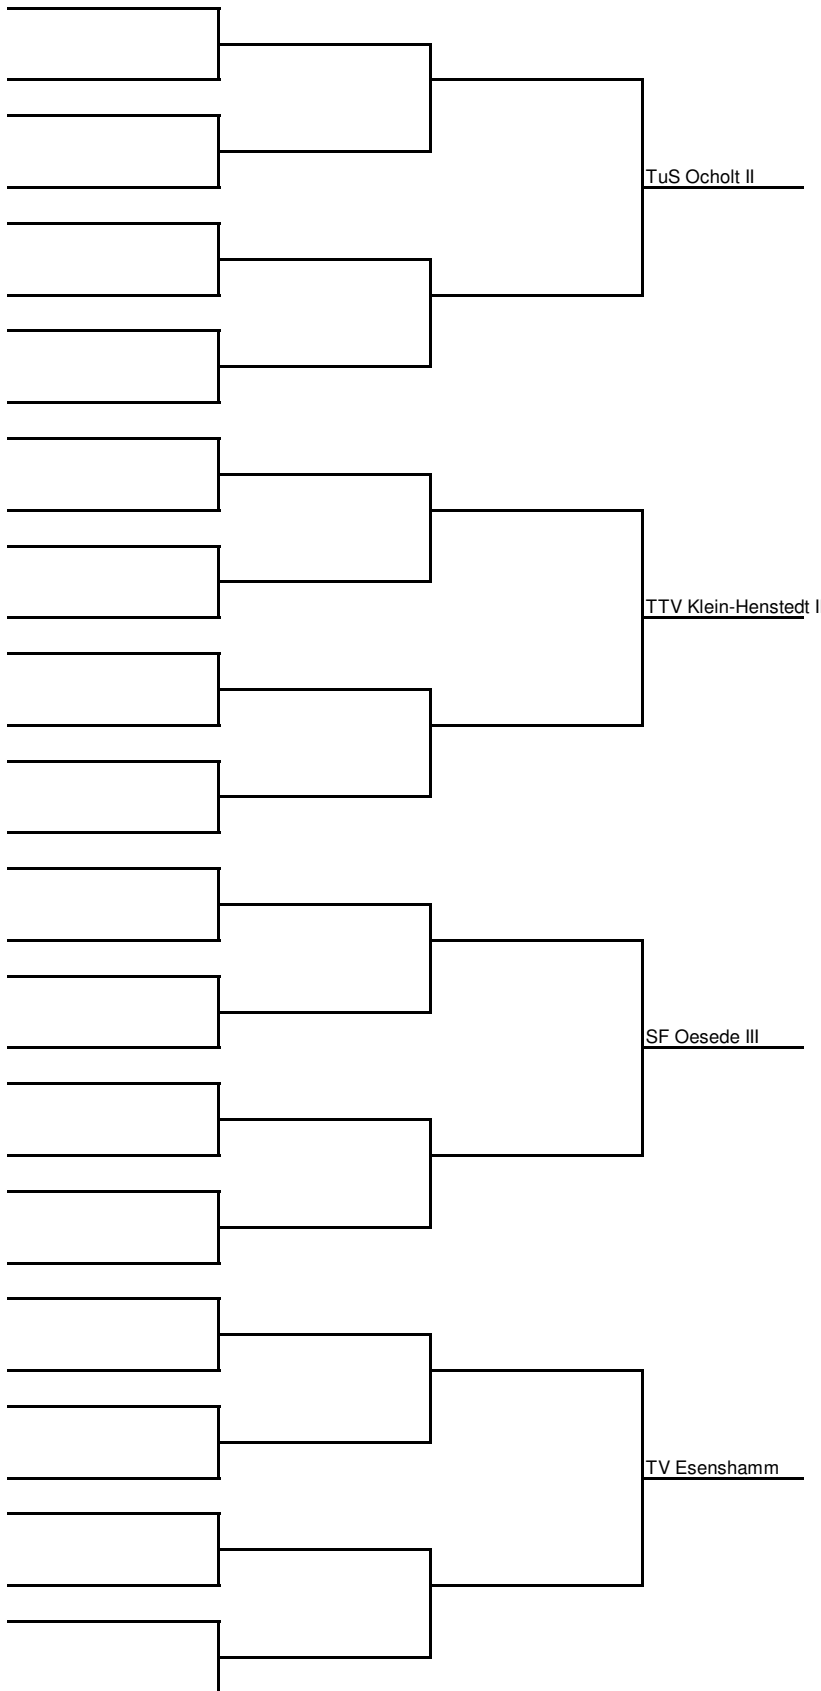 TuS Ocholt II
TTV Klein-Henstedt I
SF Oesede III
TV Esenshamm